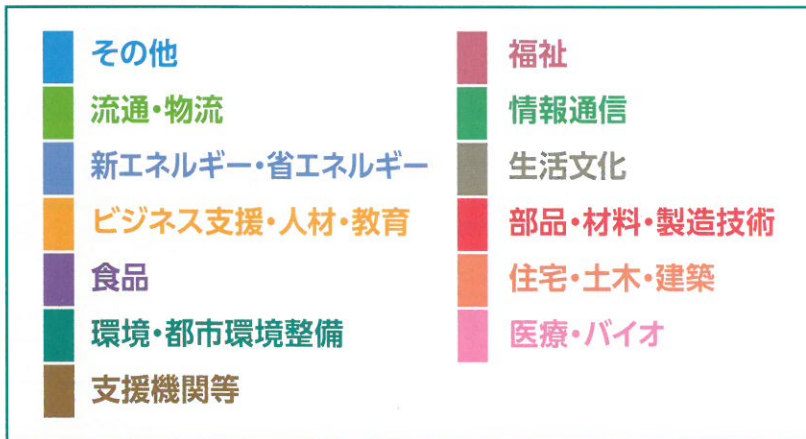 その他
流通・物流
新エネルギー・省エネルギー
ビジネス支援・人材・教育
食品
環境・都市環境整備
支援機関等
福祉
情報通信
生活文化
部品・材料・製造技術
住宅・土木・建築
医療・バイオ